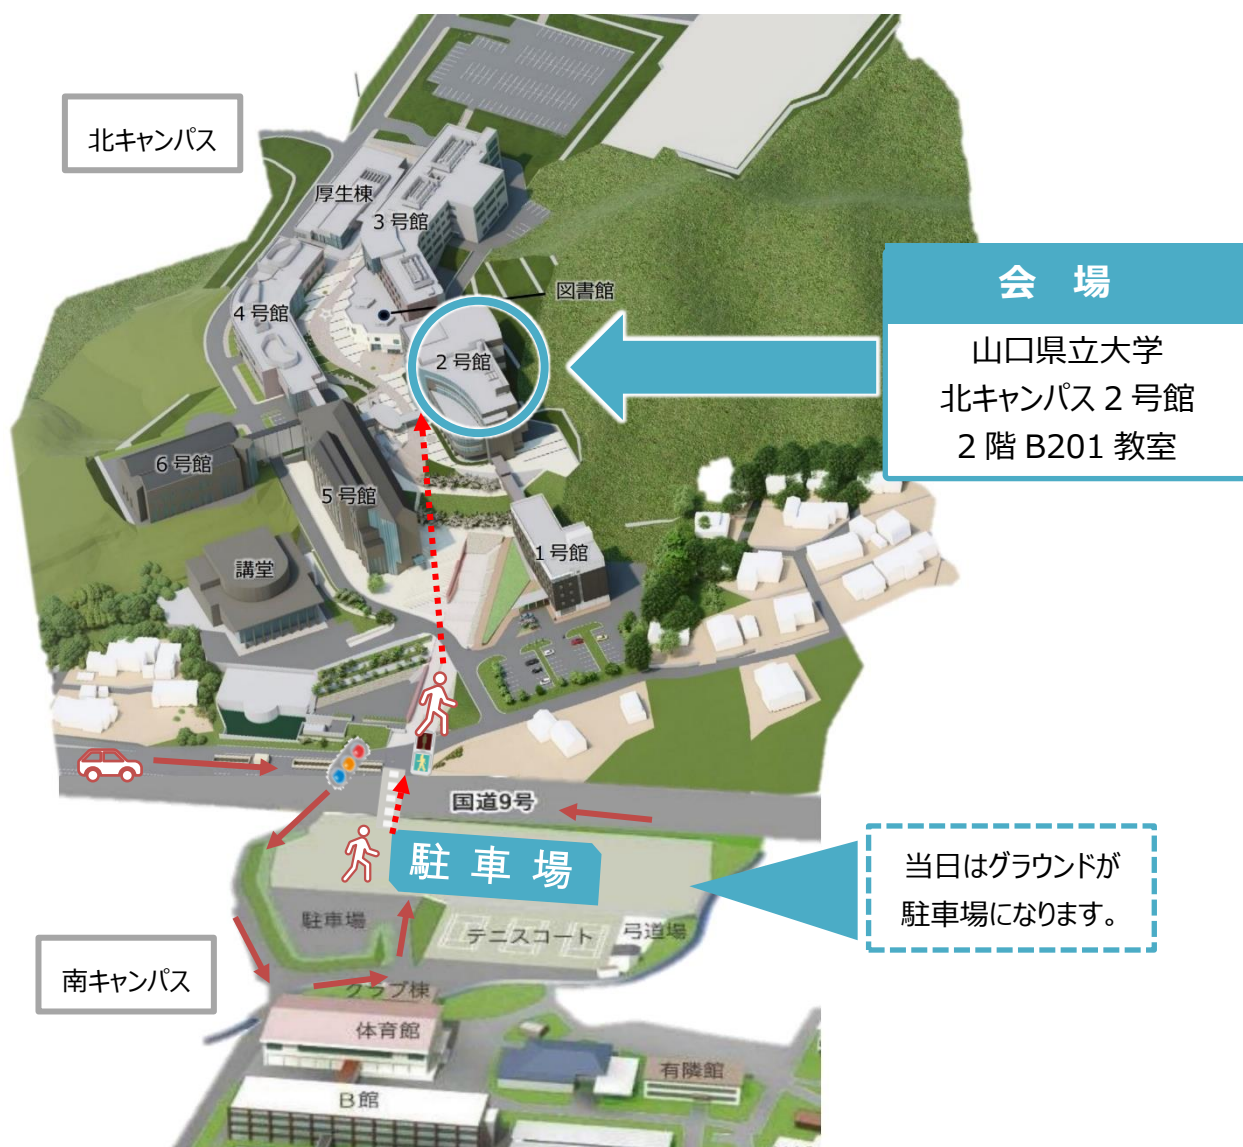 北キャンパス
厚生棟
3号館
図書館
4号館
2号館
会 場
山口県立大学
北キャンパス2号館
2階B201教室
6号館
5号館
1号館
講堂
国道9号
駐車場
当日はグラウンドが
駐車場になります。
駐車場
テニスコート
弓道場
南キャンパス
クラブ棟
体育館
有隣館
B館